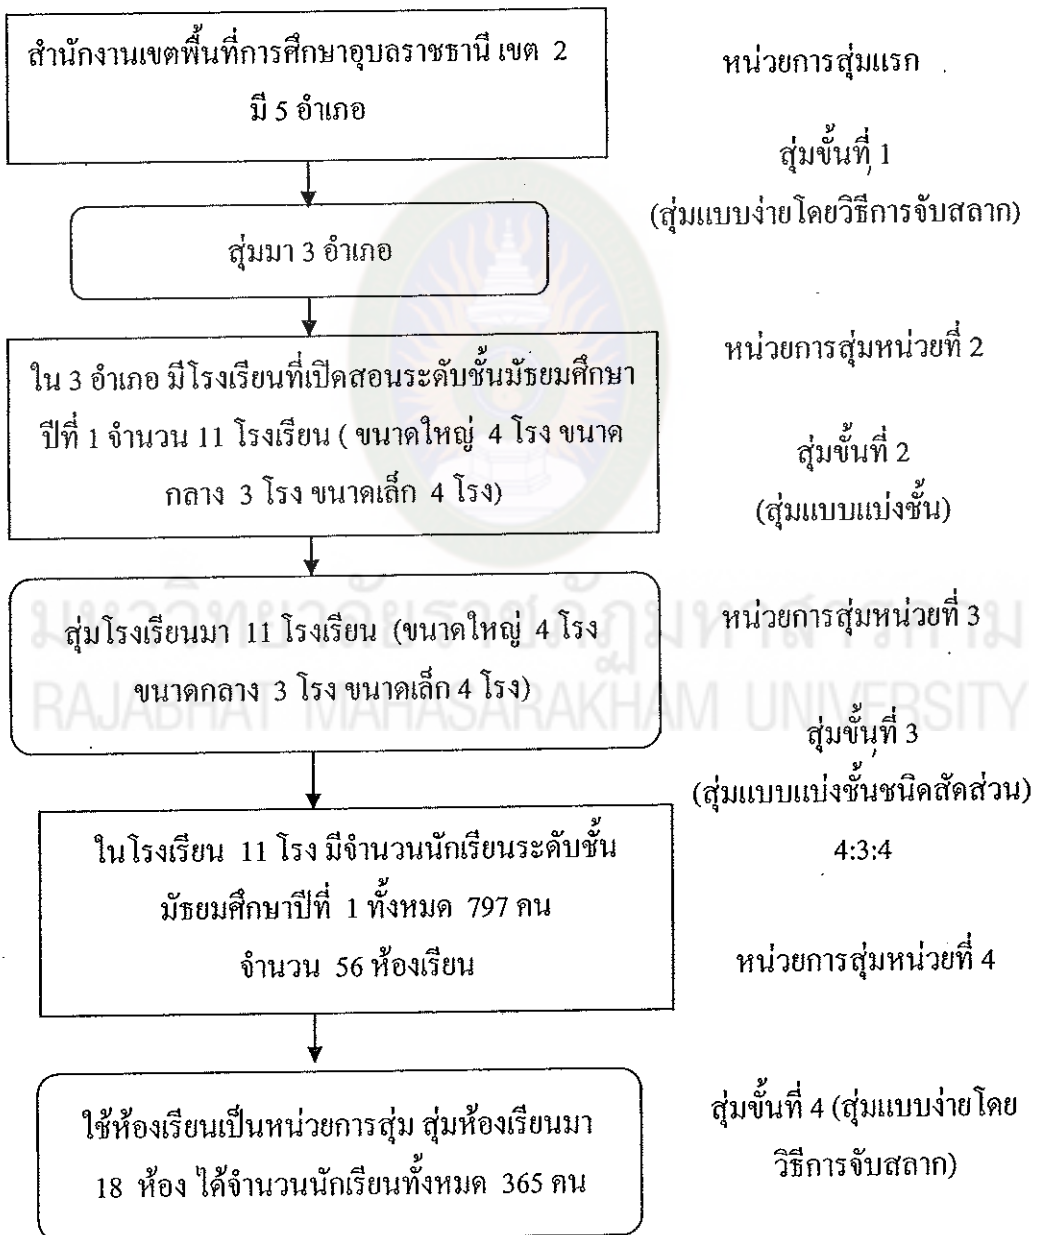 สำนักงานเขตพื้นที่การศึกษาอุบลราชธานี เขต 2
มี 5 อำเภอ
หน่วยการสุ่มแรก
สุ่มขั้นที่ 1
(สุ่มแบบง่ายโดยวิธีการจับสลาก)
สุ่มมา 3 อำเภอ
ใน 3 อำเภอ มีโรงเรียนที่เปิดสอนระดับชั้นมัธยมศึกษา
ปีที่ 1 จำนวน 11 โรงเรียน ( ขนาดใหญ่ 4 โรง ขนาด
กลาง 3 โรง ขนาดเล็ก 4 โรง)
หน่วยการสุ่มหน่วยที่ 2
สุ่มขั้นที่ 2
(สุ่มแบบแบ่งชั้น)
สุ่มโรงเรียนมา 11 โรงเรียน (ขนาดใหญ่ 4 โรง
ขนาดกลาง 3 โรง ขนาดเล็ก 4 โรง)
หน่วยการสุ่มหน่วยที่ 3
สุ่มขั้นที่ 3
(สุ่มแบบแบ่งชั้นชนิดสัดส่วน)
4:3:4
มหาวิทยาลัยราชภัฏมหาสารคาม
RAJABHAT MAHASARAKHAM UNIVERSITY
ในโรงเรียน 11 โรง มีจำนวนนักเรียนระดับชั้น
มัธยมศึกษาปีที่ 1 ทั้งหมด 797 คน
จำนวน 56 ห้องเรียน
หน่วยการสุ่มหน่วยที่ 4
ใช้ห้องเรียนเป็นหน่วยการสุ่ม สุ่มห้องเรียนมา
18 ห้อง ได้จำนวนนักเรียนทั้งหมด 365 คน
สุ่มขั้นที่ 4 (สุ่มแบบง่ายโดย
วิธีการจับสลาก)